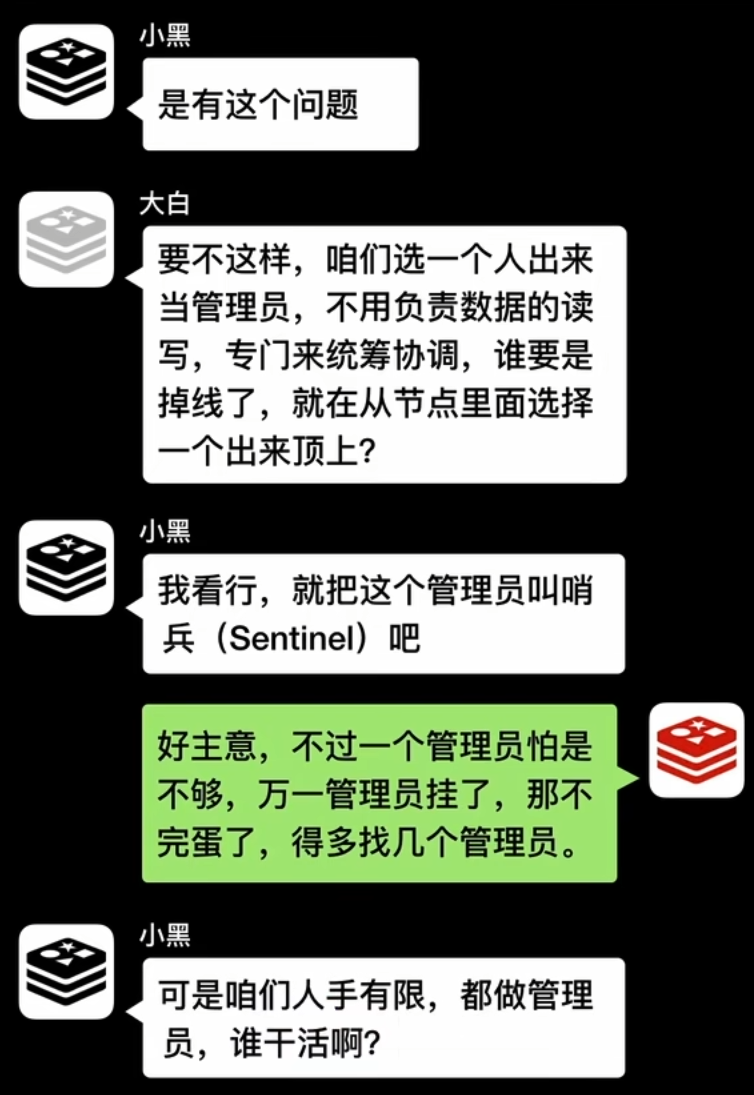 小黑
是有这个问题
大白
要不这样，咱们选一个人出来
当管理员，不用负责数据的读
写，专门来统筹协调，谁要是
掉线了，就在从节点里面选择
一个出来顶上?
小黑
我看行，就把这个管理员叫哨
兵（Sentinel）吧
好主意，不过一个管理员怕是
不够，万一管理员挂了，那不
完蛋了，得多找几个管理员。
小黑
可是咱们人手有限，都做管理
员，谁干活啊?